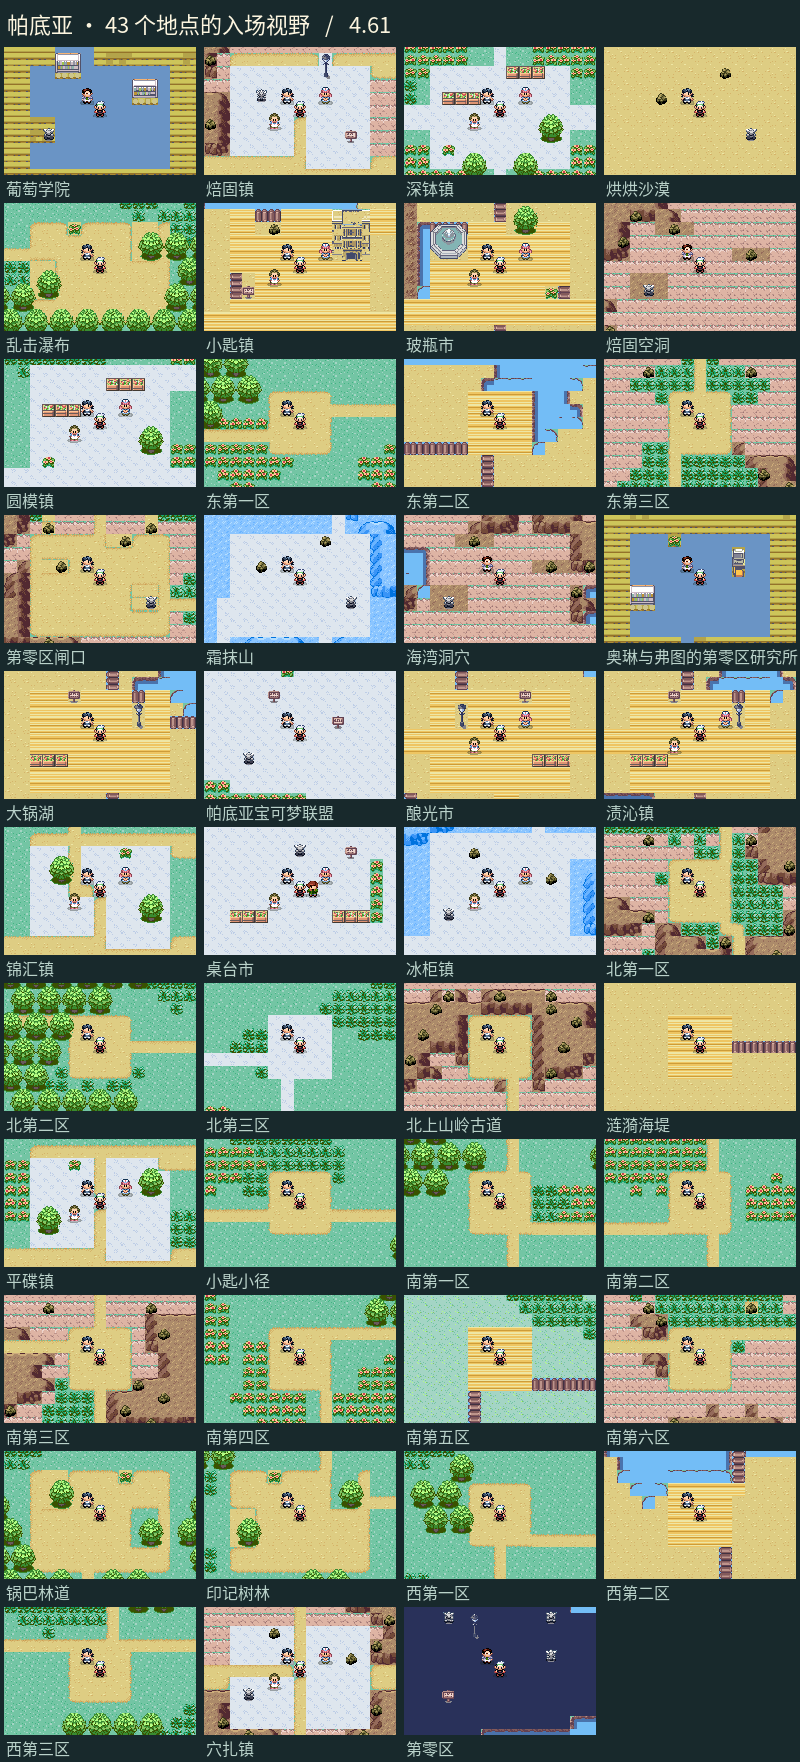 帕底亚 · 43 个地点的入场视野 / 4.61
葡萄学院
焙固镇
深钵镇
烘烘沙漠
乱击瀑布
小匙镇
玻瓶市
焙固空洞
圆模镇
东第一区
东第二区
东第三区
第零区闸口
霜抹山
海湾洞穴
奥琳与弗图的第零区研究所
大锅湖
帕底亚宝可梦联盟
酿光市
渍沁镇
锦汇镇
桌台市
冰柜镇
北第一区
北第二区
北第三区
北上山岭古道
涟漪海堤
平碟镇
小匙小径
南第一区
南第二区
南第三区
南第四区
南第五区
南第六区
锅巴林道
印记树林
西第一区
西第二区
西第三区
穴扎镇
第零区